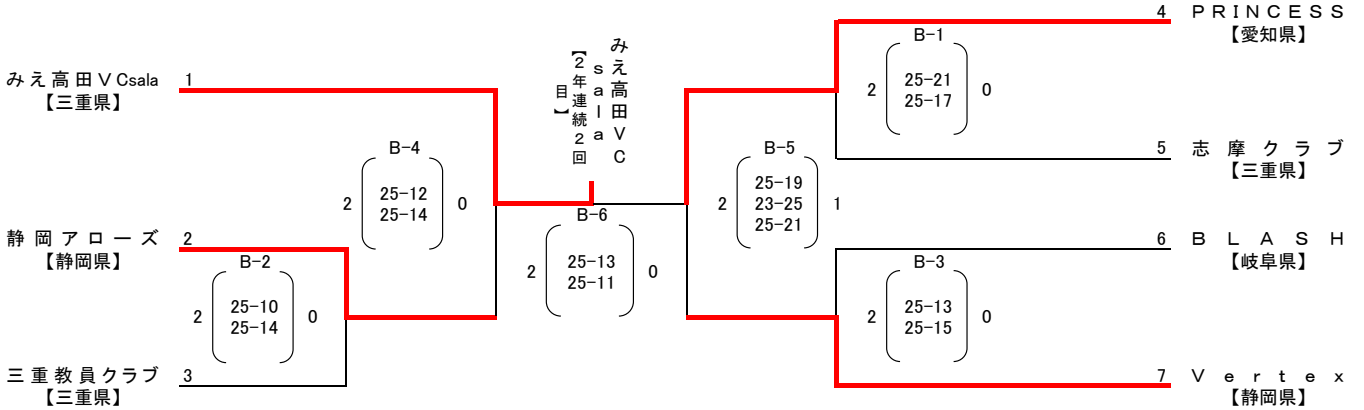 みえ高田ＶＣsala
【2年連続2回目】
みえ高田ＶCsala 1
【三重県】
静岡アローズ 2
【静岡県】
三重教員クラブ 3
【三重県】
B-2
2 25-10 0
25-14
B-4
2 25-12 0
25-14
B-6
2 25-13 0
25-11
B-5
2 25-19 1
23-25
25-21
B-1
2 25-21 0
25-17
B-3
2 25-13 0
25-15
4 ＰＲＩＮＣＥＳＳ
【愛知県】
5 志摩クラブ
【三重県】
6 ＢＬＡＳＨ
【岐阜県】
7 Ｖｅｒｔｅｘ
【静岡県】